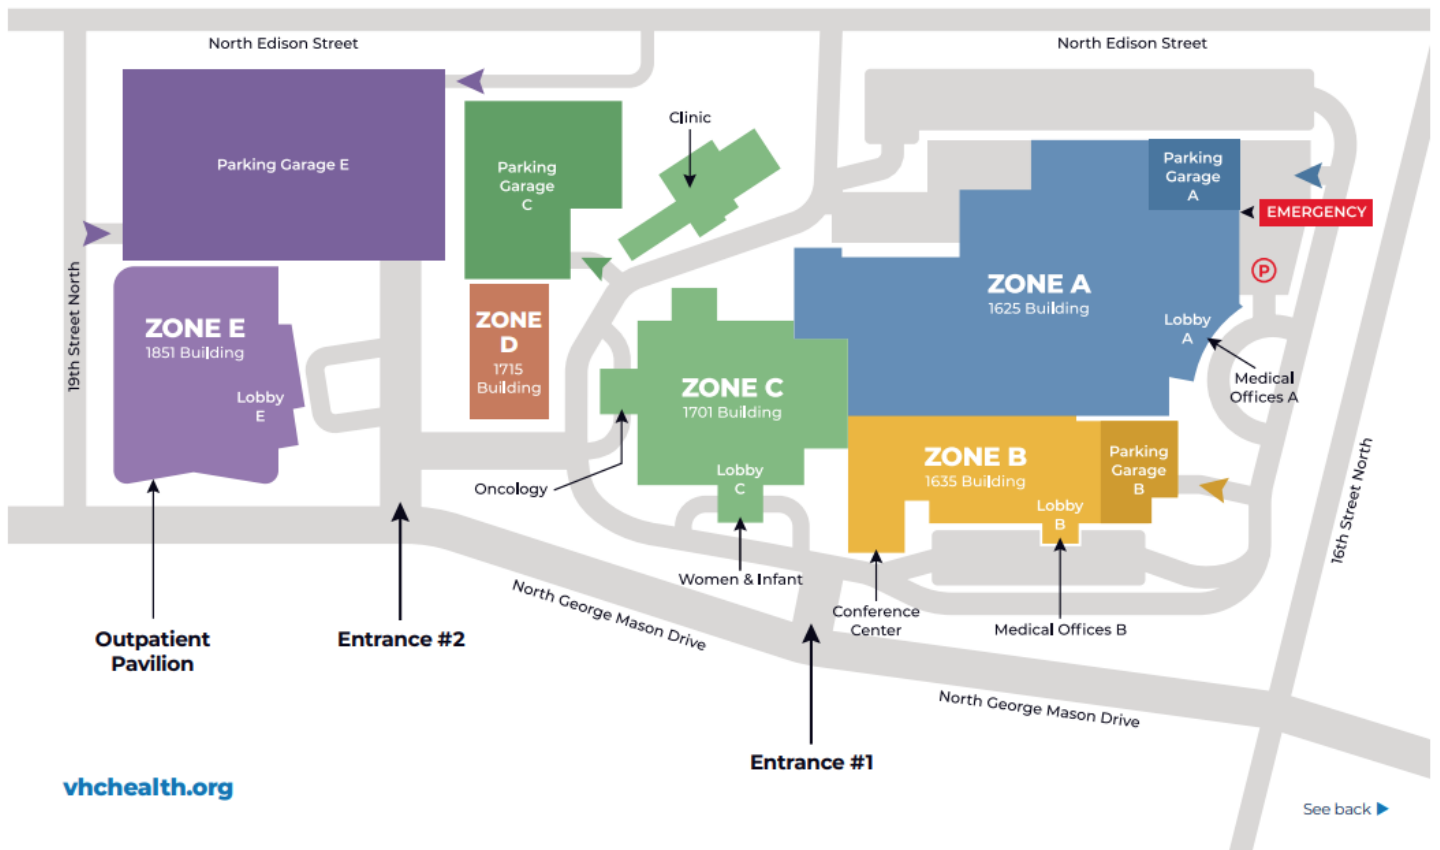 North Edison Street
North Edison Street
Clinic
Parking Garage E
Parking
Garage
C
Parking
Garage
A
EMERGENCY
P
19th Street North
ZONE E
1851 Building
Lobby
E
ZONE
D
1715
Building
ZONE C
1701 Building
Lobby
C
ZONE A
1625 Building
Lobby
A
Medical
Offices A
ZONE B
1635 Building
Lobby
B
Parking
Garage
B
16th Street North
Oncology
Women & Infant
Conference
Center
Medical Offices B
North George Mason Drive
North George Mason Drive
Outpatient
Pavilion
Entrance #2
Entrance #1
vhchealth.org
See back